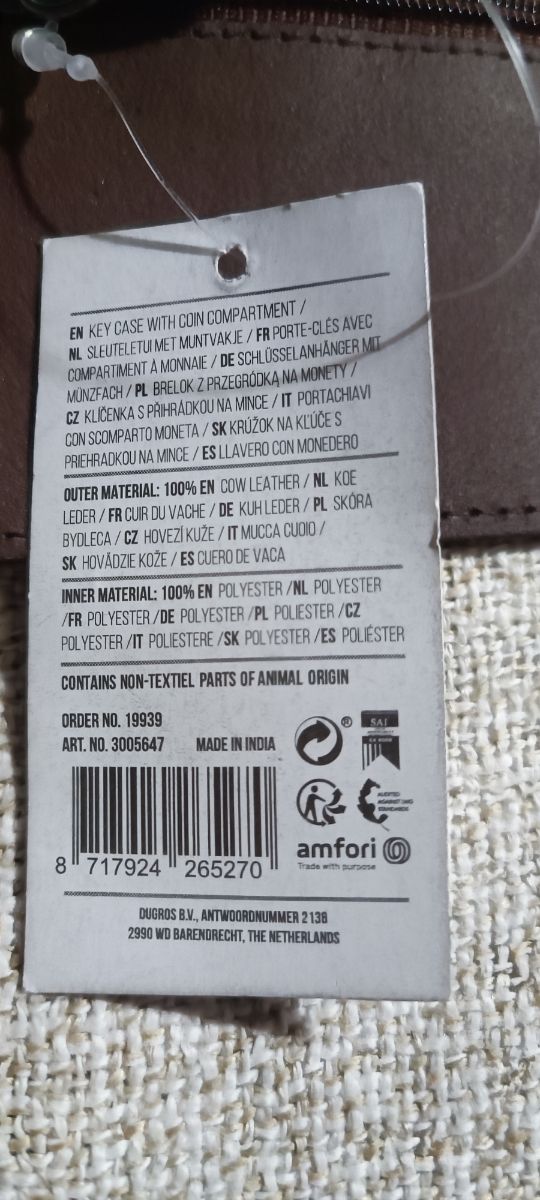 EN KEY CASE WITH COIN COMPARTMENT /
NL SLEUTELETUI MET MUNTVAKJE / FR PORTE-CLÉS AVEC
COMPARTIMENT À MONNAIE / DE SCHLÜSSELANHÄNGER MIT
MÜNZFACH / PL BRELOK Z PRZEGRÓDKĄ NA MONETY /
CZ KLÍČENKA S PŘIHRÁDKOU NA MINCE / IT PORTACHIAVI
CON SCOMPARTO MONETA / SK KRÚŽOK NA KĽÚČE S
PRIEHRADKOU NA MINCE / ES LLAVERO CON MONEDERO
OUTER MATERIAL: 100% EN COW LEATHER / NL KOE
LEDER / FR CUIR DU VACHE / DE KUH LEDER / PL SKÓRA
BYDLECA / CZ HOVEZÍ KUŽE / IT MUCCA CUOIO /
SK HOVÄDZIE KOŽE / ES CUERO DE VACA
INNER MATERIAL: 100% EN POLYESTER /NL POLYESTER
/FR POLYESTER /DE POLYESTER /PL POLIESTER /CZ
POLYESTER /IT POLIESTERE /SK POLYESTER /ES POLIÉSTER
CONTAINS NON-TEXTIEL PARTS OF ANIMAL ORIGIN
ORDER NO. 19939
ART. NO. 3005647 MADE IN INDIA
®
SAI
AUDITED
AGAINST
STANDARDS
amfori
Trade with purpose
8 717924 265270
DUGROS B.V., ANTWOORDNUMMER 2138
2990 WD BARENDRECHT, THE NETHERLANDS